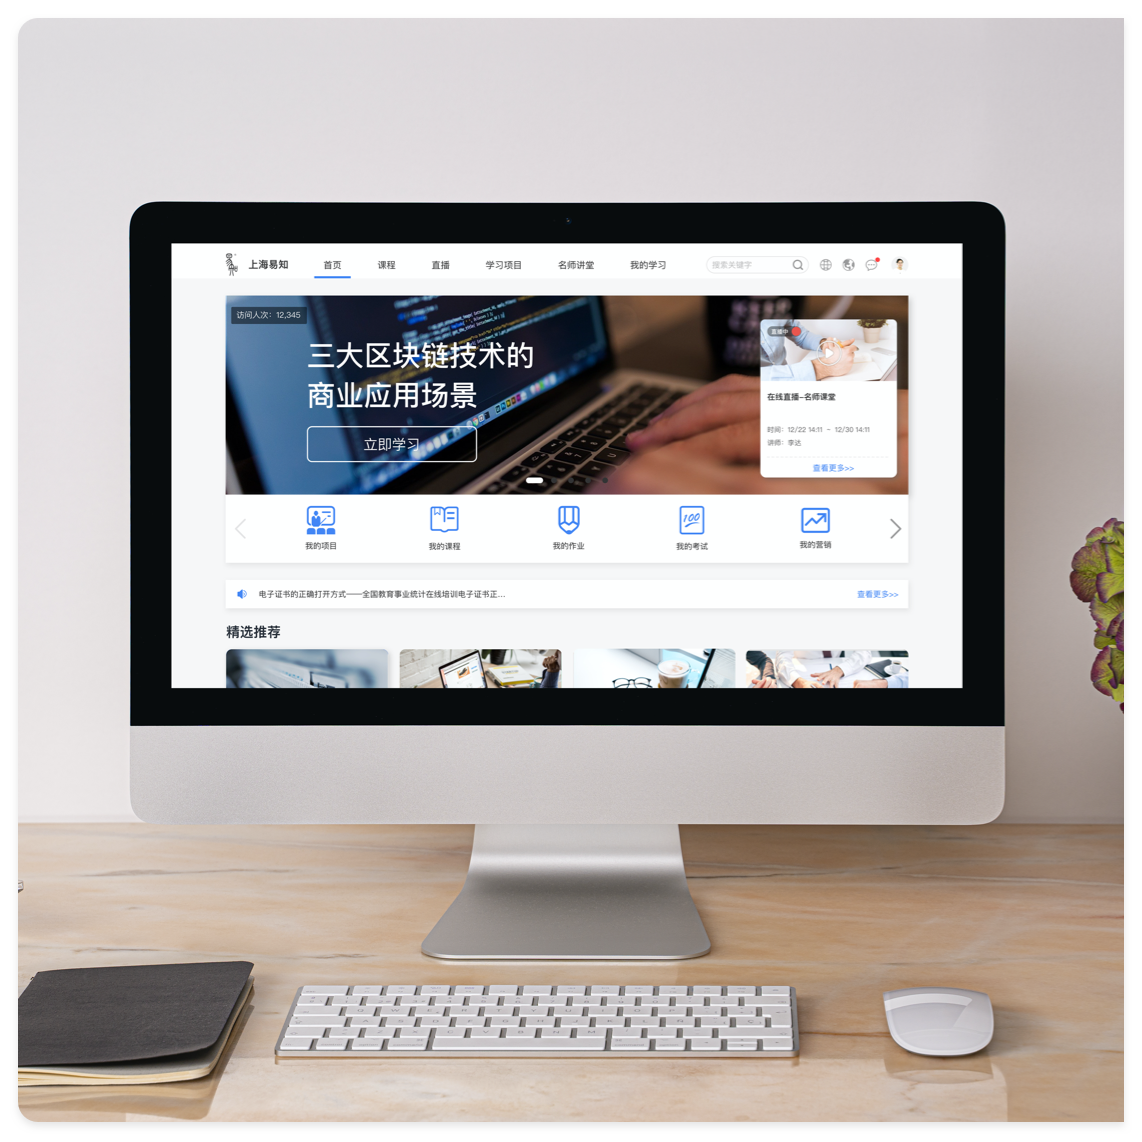 上海易知
首页
课程
直播
学习项目
名师讲堂
我的学习
搜索关键字
访问人次：12,345
三大区块链技术的
商业应用场景
立即学习
直播中
在线直播-名师课堂
时间：12/22 14:11 ~ 12/30 14:11
讲师：李达
查看更多>>
100
我的项目
我的课程
我的作业
我的考试
我的营销
电子证书的正确打开方式——全国教育事业统计在线培训电子证书正...
查看更多>>
精选推荐